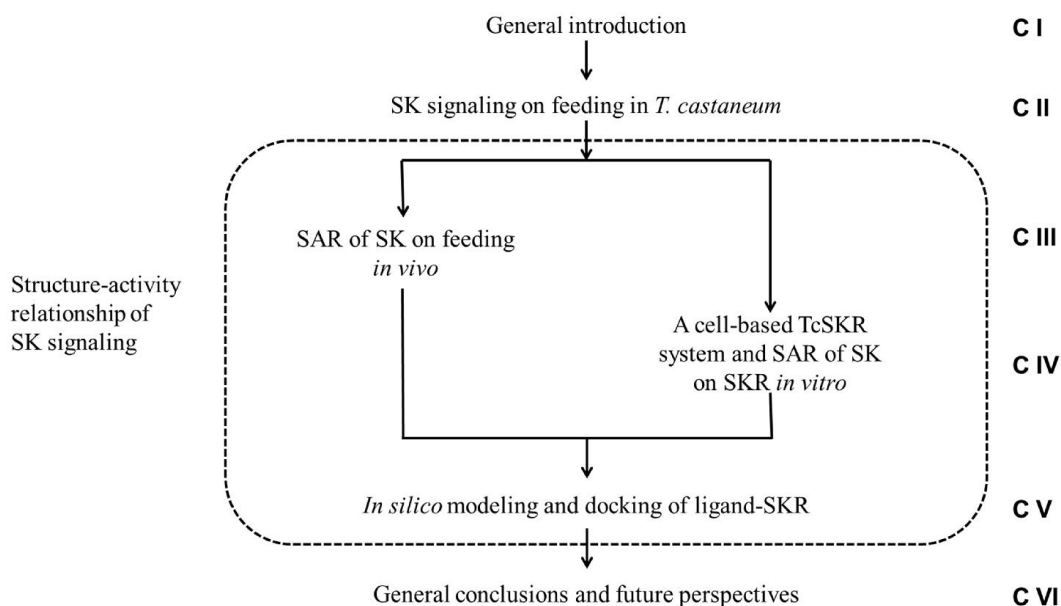 General introduction
C I
SK signaling on feeding in T. castaneum
C II
SAR of SK on feeding
in vivo
C III
Structure-activity
relationship of
SK signaling
A cell-based TcSKR
system and SAR of SK
on SKR in vitro
C IV
In silico modeling and docking of ligand-SKR
C V
General conclusions and future perspectives
C VI